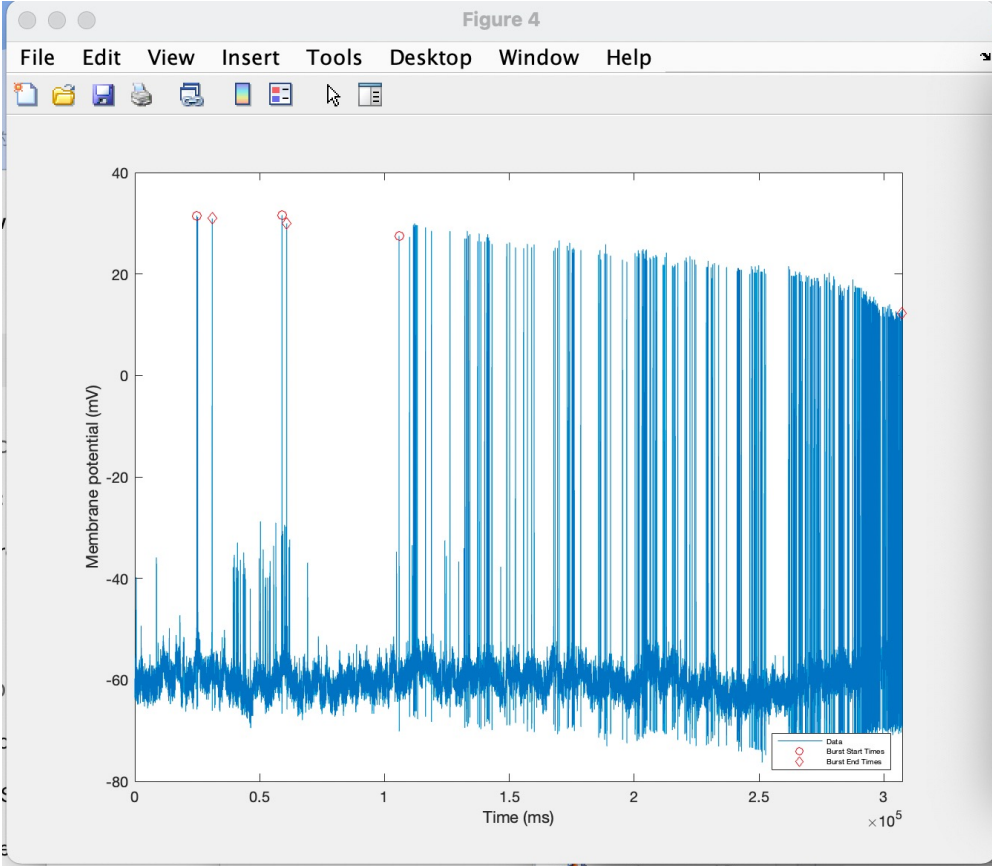 Figure 4
File Edit View Insert Tools Desktop Window Help
40
20
0
-20
-40
-60
-80
Membrane potential (mV)
0 0.5 1 1.5 2 2.5 3
×10⁵
Time (ms)
Data
Burst Start Times
Burst End Times